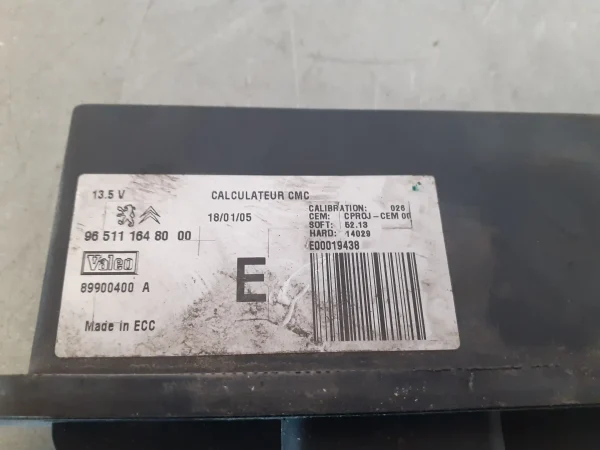 13.5 V
CALCULATEUR CMC
18/01/05
96 511 164 80 00
Valeo
89900400 A
Made in ECC
E
CALIBRATION: 026
CEM: CPROJ-CEM 00
SOFT: 52.13
HARD: 14029
E00019438